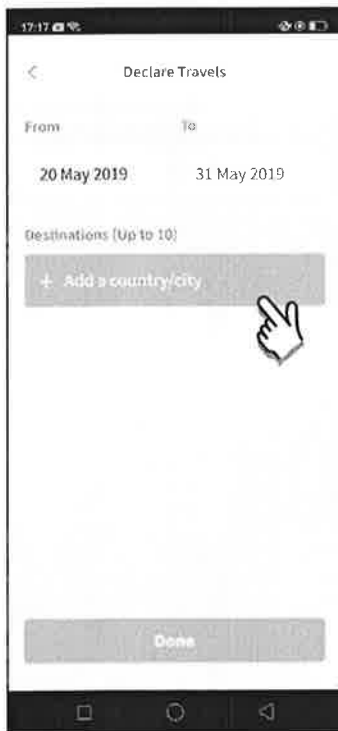 17:17
Declare Travels
From To
20 May 2019 31 May 2019
Destinations (Up to 10)
+ Add a country/city
Done